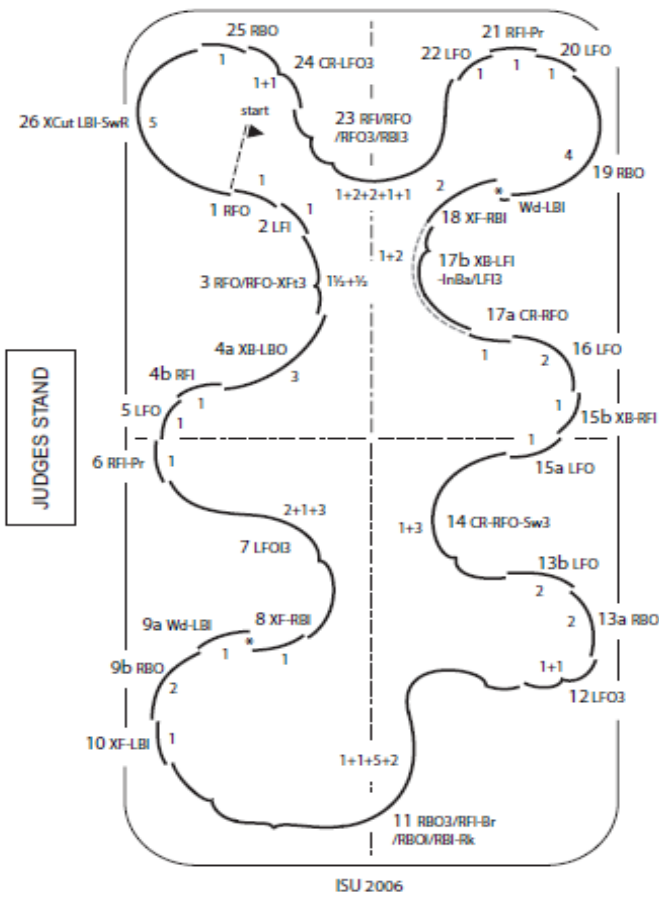 25 RBO
1
24 CR-LFO3
1+1
start
26 XCut LBI-SwR
5
1
1 RFO
2 LFI
1
3 RFO/RFO-XFt3
1½+½
4a XB-LBO
3
4b RFI
1
5 LFO
1
JUDGES STAND
6 RFI-Pr
1
2+1+3
7 LFOI3
8 XF-RBI
1
*
9a Wd-LBI
1
9b RBO
2
10 XF-LBI
1
1+1+5+2
11 RBO3/RFI-Br
/RBOI/RBI-Rk
12 LFO3
1+1
13a RBO
2
13b LFO
2
14 CR-RFO-Sw3
1+3
15a LFO
1
15b XB-RFI
1
16 LFO
2
17a CR-RFO
1
17b XB-LFI
-InBa/LFI3
1+2
18 XF-RBI
2
*
Wd-LBI
19 RBO
4
20 LFO
1
21 RFI-Pr
1
22 LFO
1
23 RFI/RFO
/RFO3/RBI3
1+2+2+1+1
ISU 2006